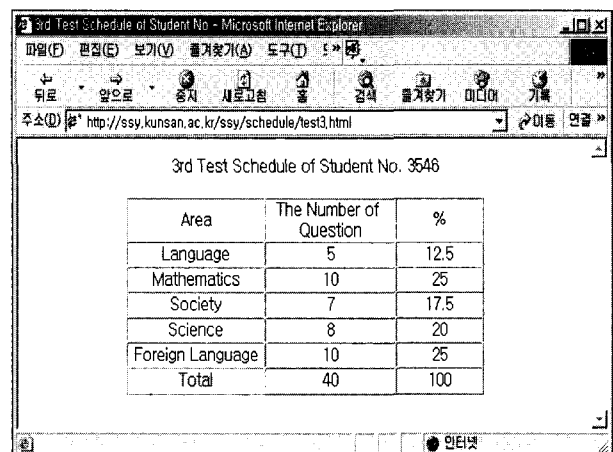 3rd Test Schedule of Student No - Microsoft Internet Explorer
파일(F) 편집(E) 보기(V) 즐겨찾기(A) 도구(T) »
뒤로 앞으로 중지 새로고침 홈 검색 즐겨찾기 미디어 기록 »
주소(D) http://ssy.kunsan.ac.kr/ssy/schedule/test3.html 이동 연결 »
3rd Test Schedule of Student No. 3546
Area The Number of Question %
Language 5 12.5
Mathematics 10 25
Society 7 17.5
Science 8 20
Foreign Language 10 25
Total 40 100
인터넷